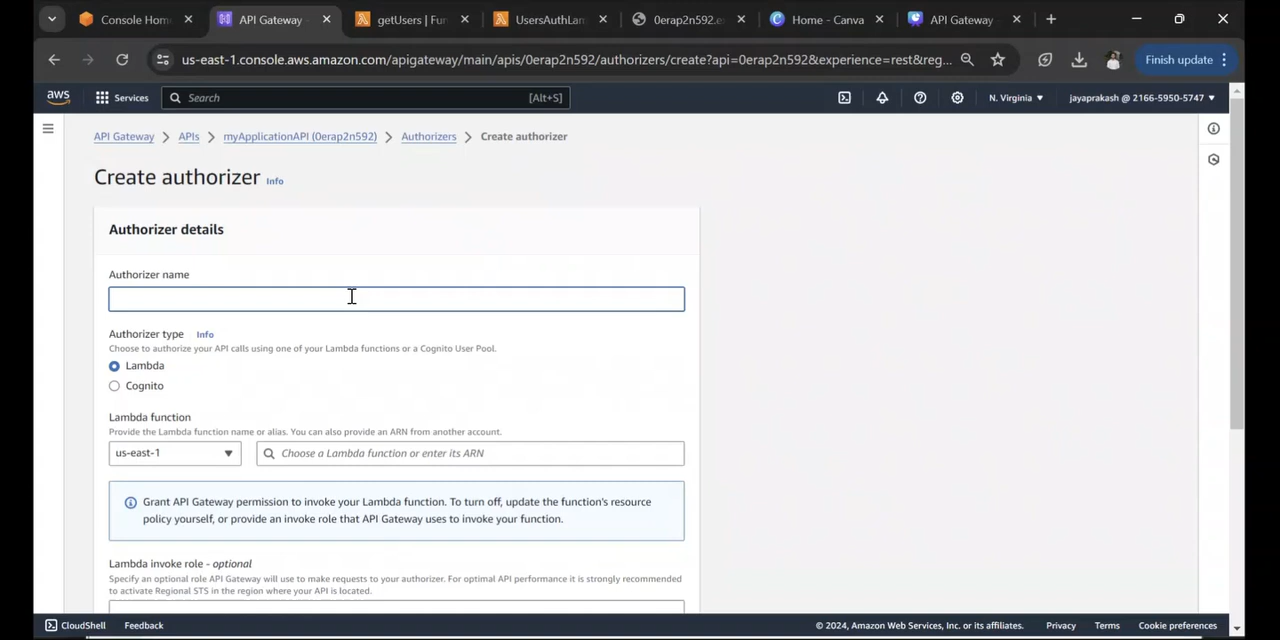 Console Hom
API Gateway -
getUsers | Fun
UsersAuthLan
0erap2n592.e
Home - Canva
API Gateway
us-east-1.console.aws.amazon.com/apigateway/main/apis/0erap2n592/authorizers/create?api=0erap2n592&experience=rest&reg...
Finish update
aws
Services
Search
[Alt+S]
N. Virginia
jayaprakash @ 2166-5950-5747
API Gateway
APIs
myApplicationAPI (0erap2n592)
Authorizers
Create authorizer
Create authorizer Info
Authorizer details
Authorizer name
Authorizer type Info
Choose to authorize your API calls using one of your Lambda functions or a Cognito User Pool.
Lambda
Cognito
Lambda function
Provide the Lambda function name or alias. You can also provide an ARN from another account.
us-east-1
Choose a Lambda function or enter its ARN
Grant API Gateway permission to invoke your Lambda function. To turn off, update the function's resource
policy yourself, or provide an invoke role that API Gateway uses to invoke your function.
Lambda invoke role - optional
Specify an optional role API Gateway will use to make requests to your authorizer. For optimal API performance it is strongly recommended
to activate Regional STS in the region where your API is located.
CloudShell
Feedback
© 2024, Amazon Web Services, Inc. or its affiliates.
Privacy
Terms
Cookie preferences